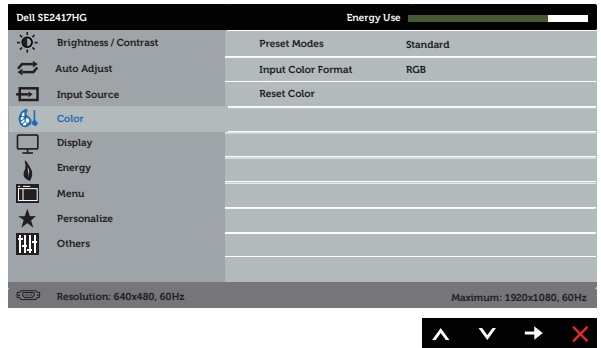 Dell SE2417HG Energy Use
Brightness / Contrast Preset Modes Standard
Auto Adjust Input Color Format RGB
Input Source Reset Color
Color
Display
Energy
Menu
Personalize
Others
Resolution: 640x480, 60Hz Maximum: 1920x1080, 60Hz